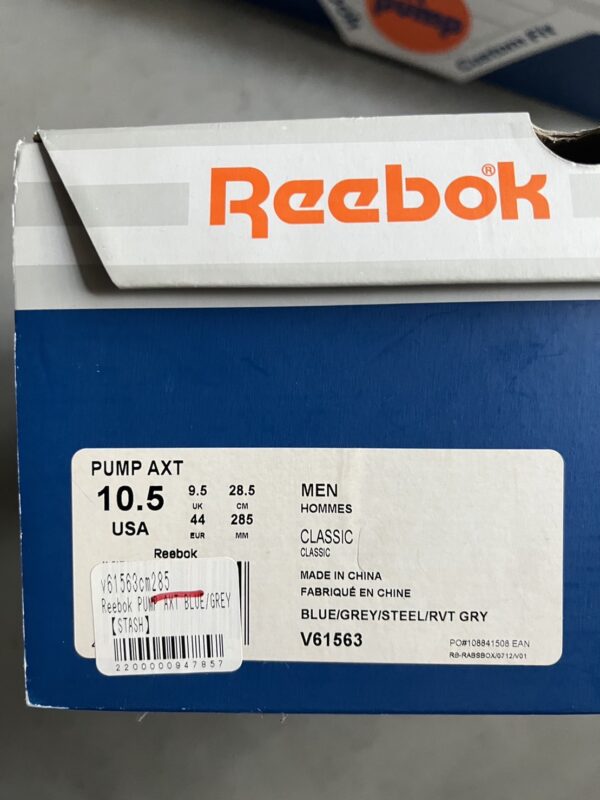 pump
Custom Fit
Reebok®
PUMP AXT
10.5
USA
9.5
UK
44
EUR
28.5
CM
285
MM
MEN
HOMMES
CLASSIC
CLASSIC
MADE IN CHINA
FABRIQUÉ EN CHINE
BLUE/GREY/STEEL/RVT GRY
V61563
PO#108841508 EAN
RB-RABSBOX/0712/V01
Reebok
v61563cm285
Reebok PUMP AXT BLUE/GREY
【STASH】
2200000947857